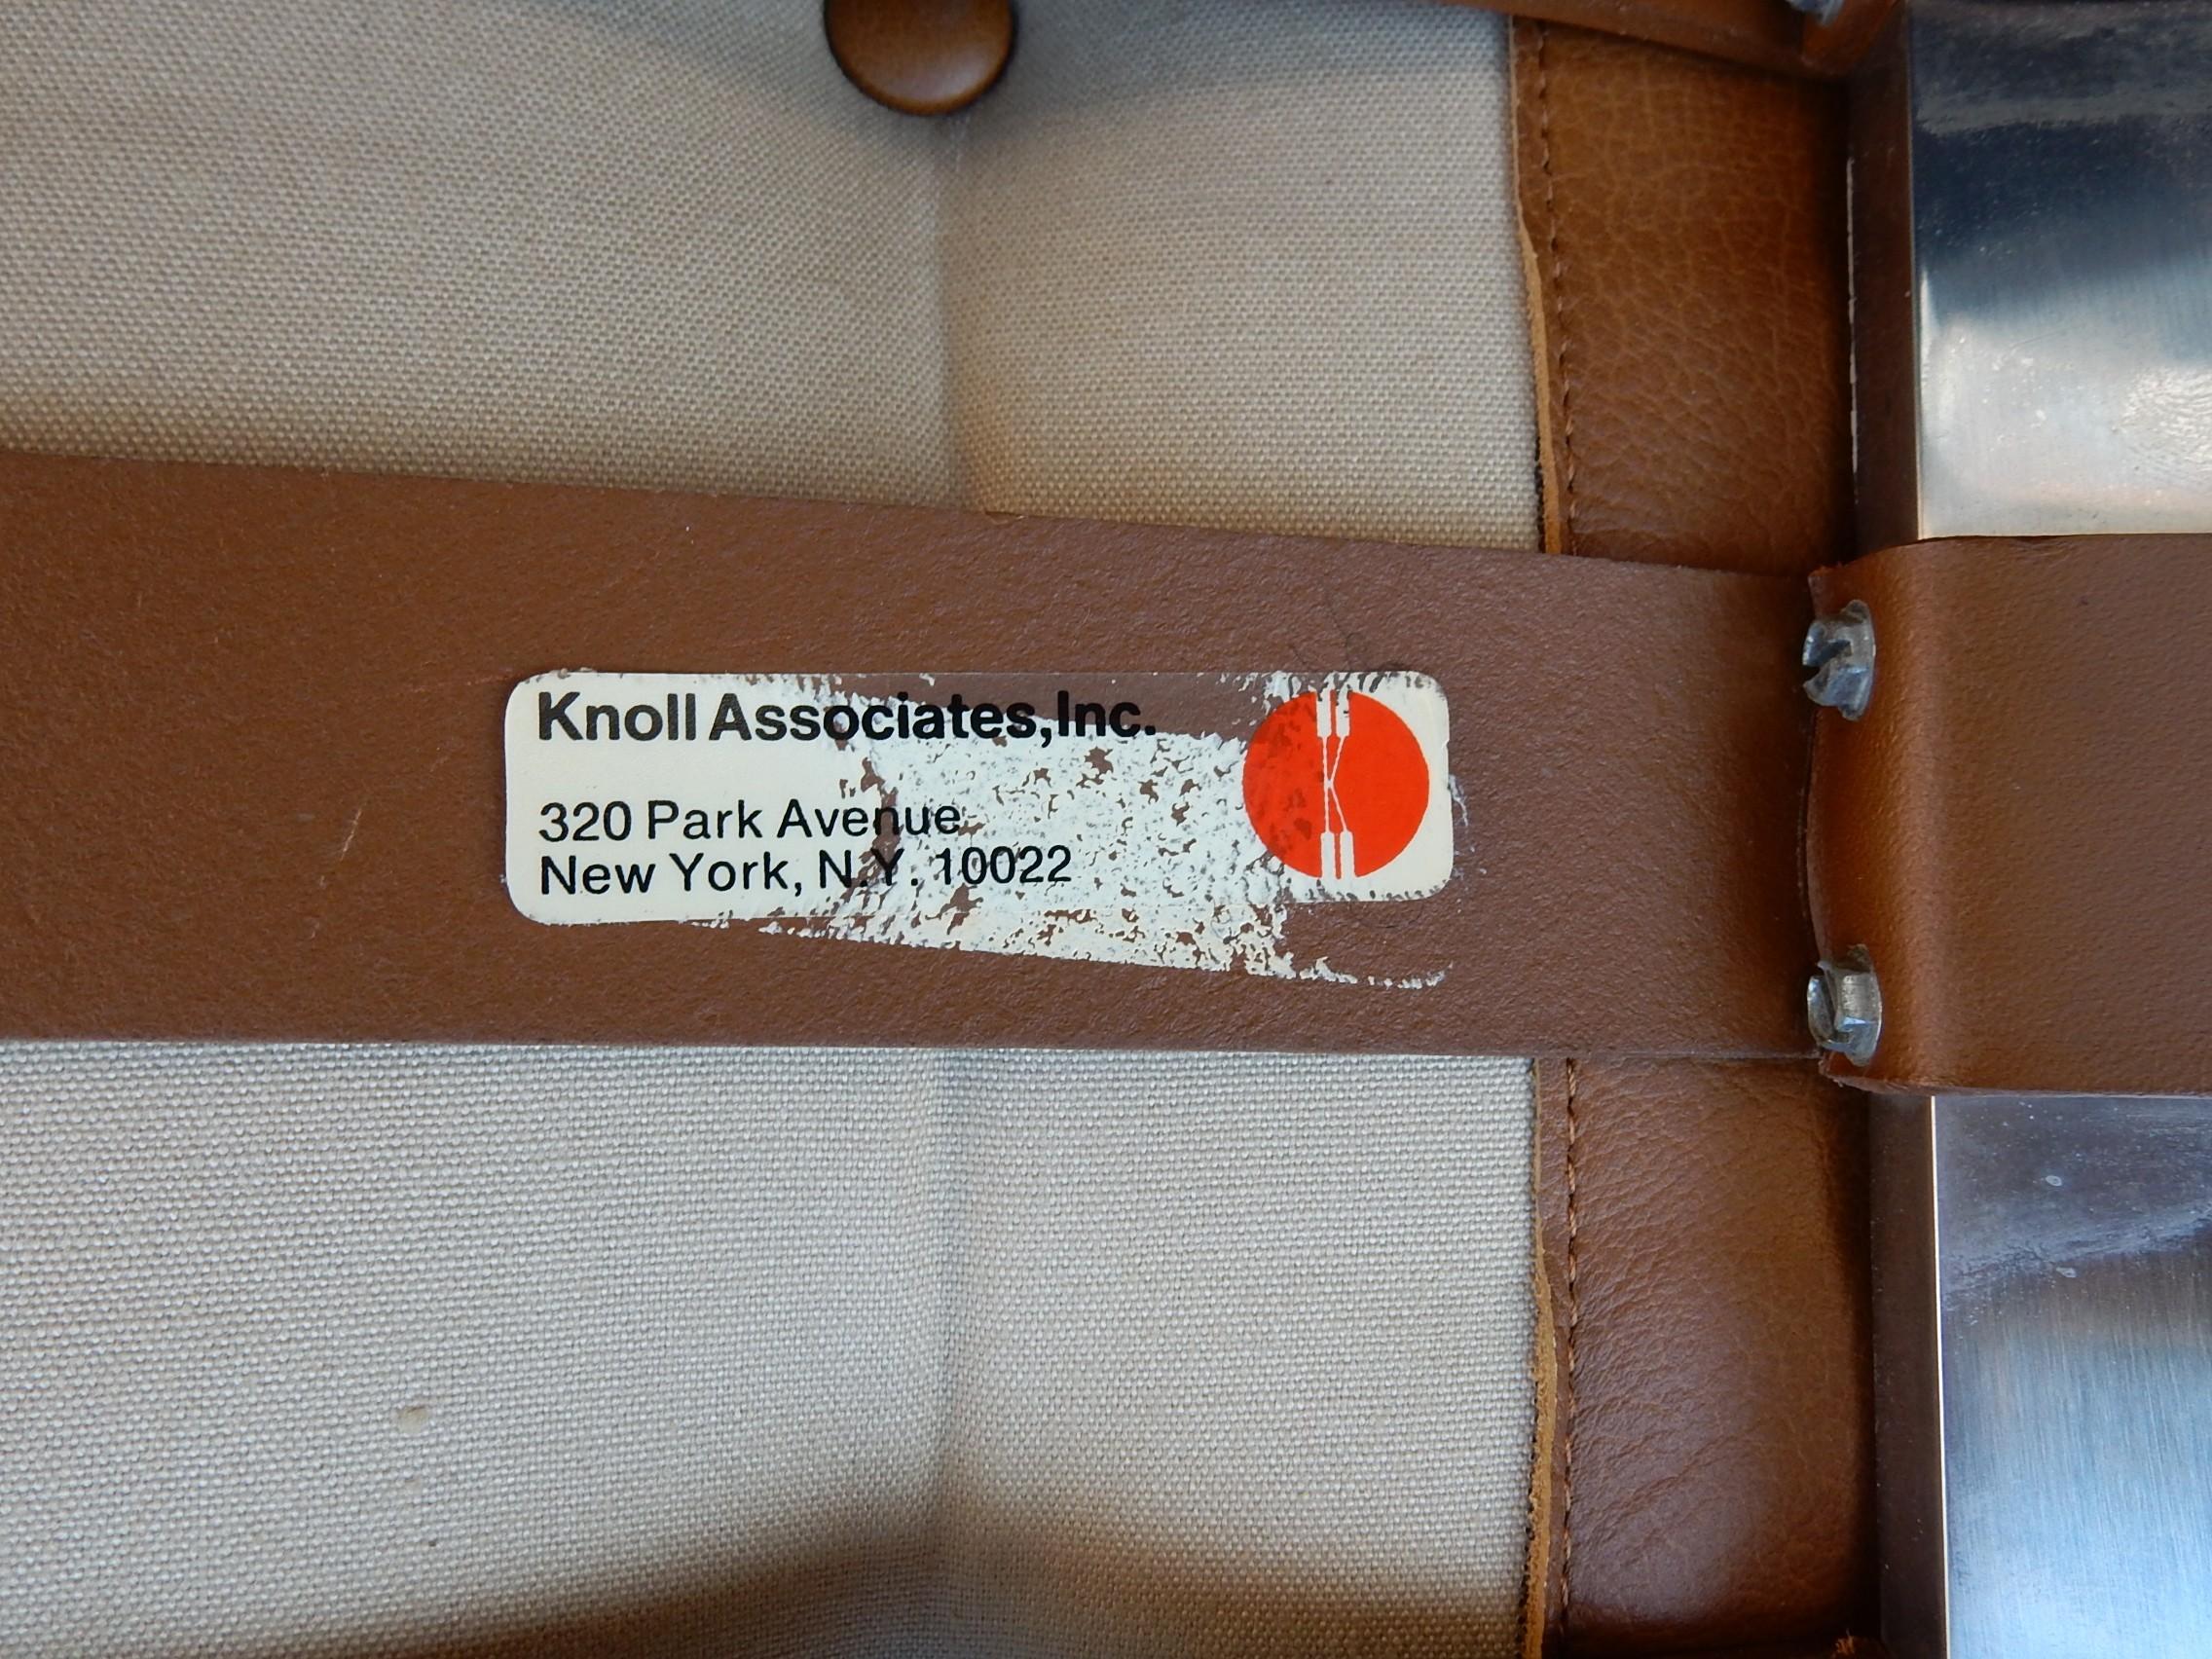 Knoll Associates, Inc.
320 Park Avenue
New York, N.Y. 10022